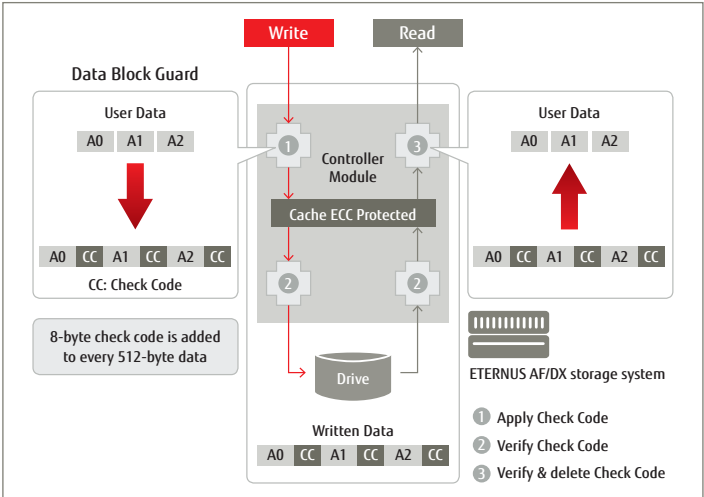 Write
Read
Data Block Guard
User Data
A0 A1 A2
A0 CC A1 CC A2 CC
CC: Check Code
8-byte check code is added
to every 512-byte data
1
3
Controller
Module
Cache ECC Protected
2
2
Drive
Written Data
A0 CC A1 CC A2 CC
User Data
A0 A1 A2
A0 CC A1 CC A2 CC
ETERNUS AF/DX storage system
1 Apply Check Code
2 Verify Check Code
3 Verify & delete Check Code